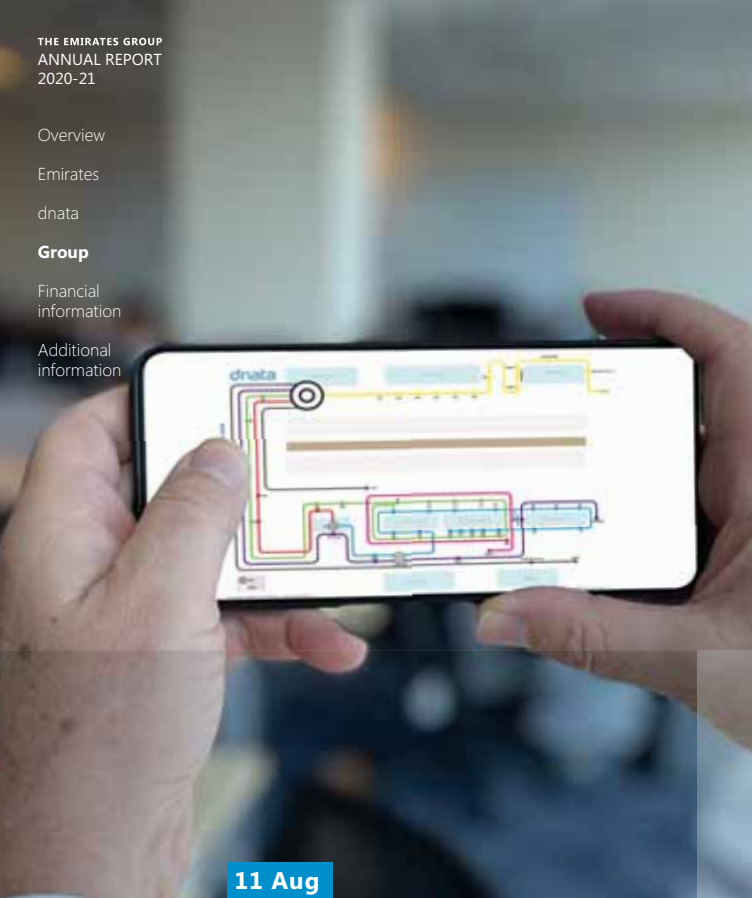 THE EMIRATES GROUP
ANNUAL REPORT
2020-21
Overview
Emirates
dnata
Group
Financial
information
Additional
information
dnata
11 Aug